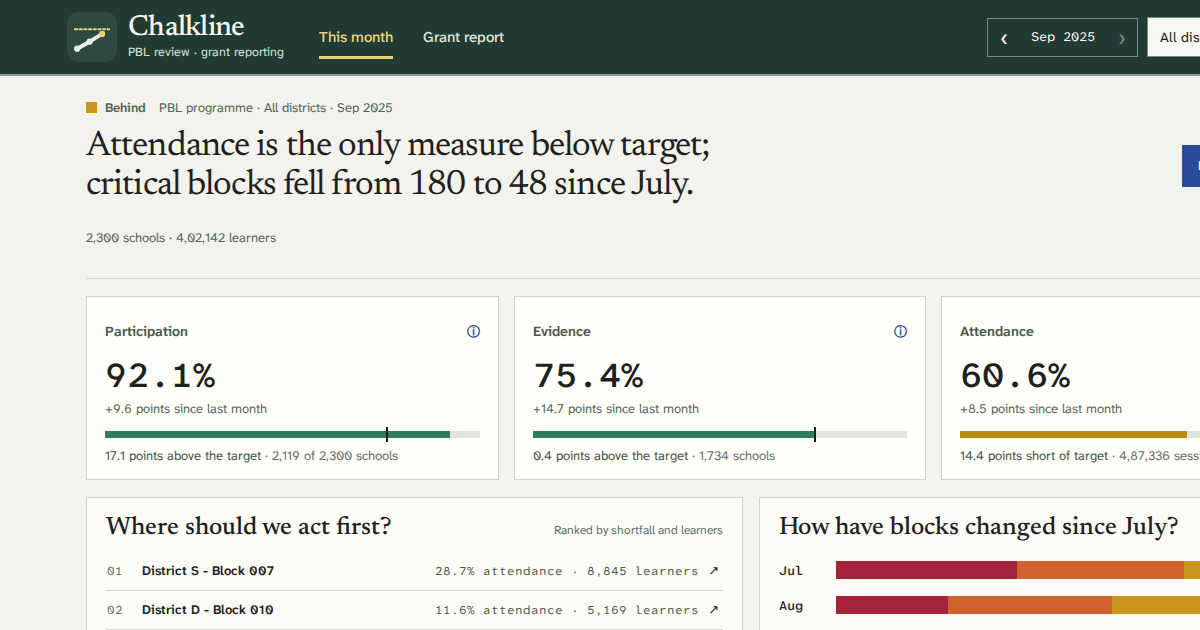 Chalkline
PBL review · grant reporting
This month
Grant report
‹ Sep 2025 ›
All dis
Behind PBL programme · All districts · Sep 2025
Attendance is the only measure below target;
critical blocks fell from 180 to 48 since July.
2,300 schools · 4,02,142 learners
Participation ⓘ
92.1%
+9.6 points since last month
17.1 points above the target · 2,119 of 2,300 schools
Evidence ⓘ
75.4%
+14.7 points since last month
0.4 points above the target · 1,734 schools
Attendance
60.6%
+8.5 points since last month
14.4 points short of target · 4,87,336 sess
Where should we act first?
Ranked by shortfall and learners
01 District S - Block 007 28.7% attendance · 8,845 learners ↗
02 District D - Block 010 11.6% attendance · 5,169 learners ↗
How have blocks changed since July?
Jul
Aug